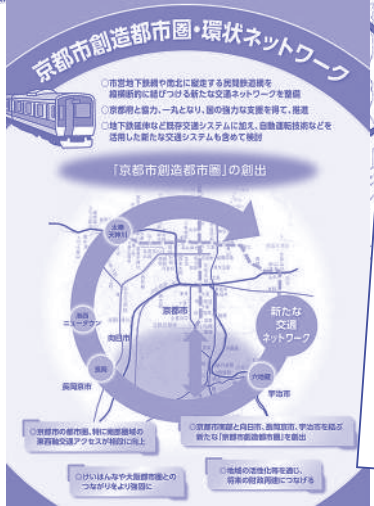 京都市創造都市圏・環状ネットワーク
○市営地下鉄網や南北に縦走する民間鉄道線を
縦横断的に結びつける新たな交通ネットワークを整備
○京都府と協力、一丸となり、国の強力な支援を得て、推進
○地下鉄延伸など既存交通システムに加え、自動運転技術などを
活用した新たな交通システムも含めて検討
「京都市創造都市圏」の創出
太秦
天神川
洛西
ニュータウン
京都市
向日市
新たな
交通
ネットワーク
長岡
長岡京市
六地蔵
宇治市
○京都市の都市圏、特に南部圏域の
東西軸交通アクセスが格段に向上
○京都市南部と向日市、長岡京市、宇治市を結ぶ
新たな「京都市創造都市圏」を創出
○けいはんなや大阪都市圏との
つながりをより強固に
○地域の活性化等を通じ、
将来の財政再建につなげる